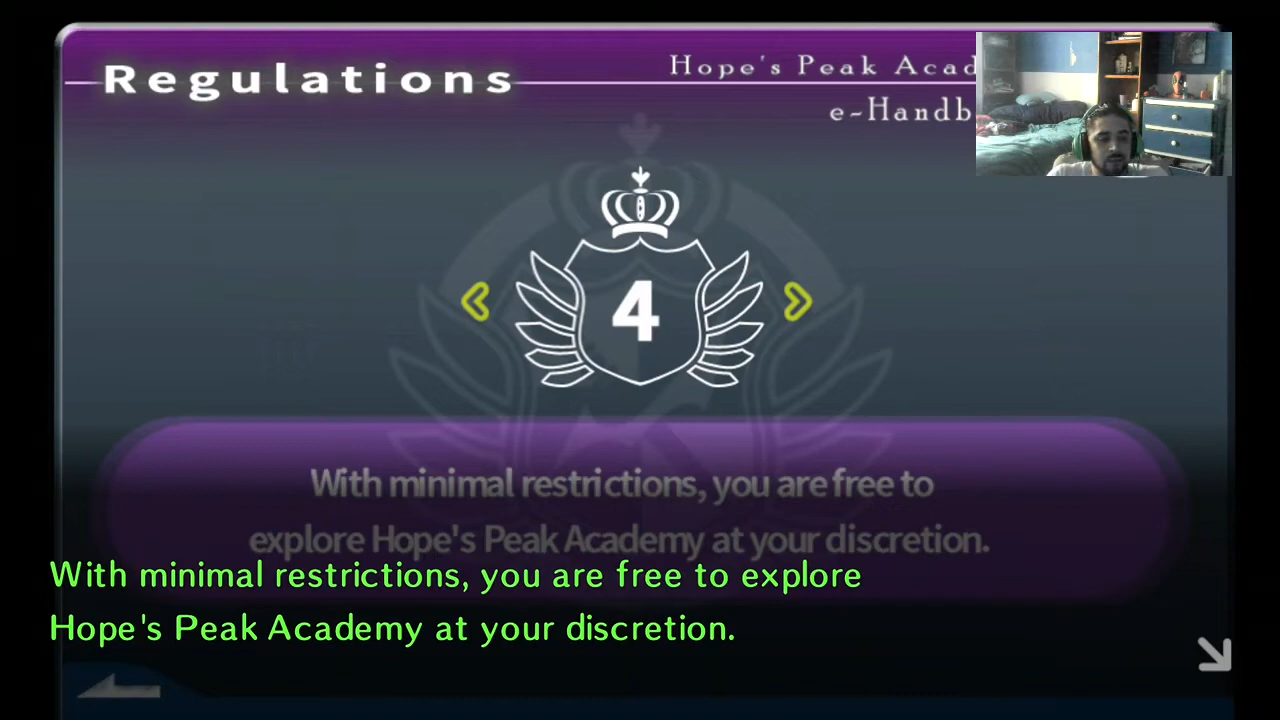 Regulations
Hope's Peak Acad
e-Handb
4
With minimal restrictions, you are free to
explore Hope's Peak Academy at your discretion.
With minimal restrictions, you are free to explore
Hope's Peak Academy at your discretion.